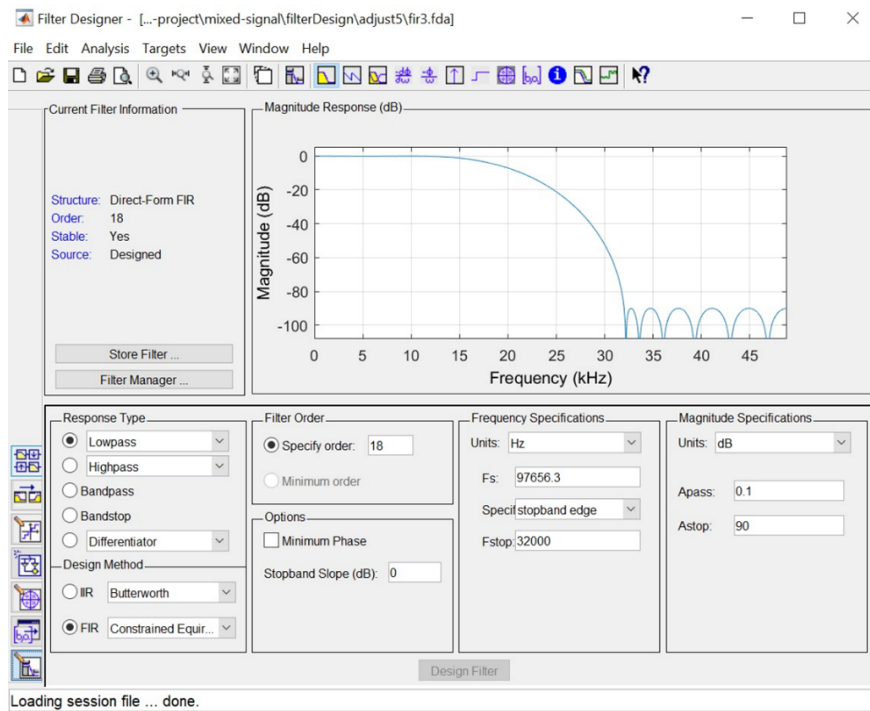 Filter Designer - [...-project\mixed-signal\filterDesign\adjust5\fir3.fda]
File Edit Analysis Targets View Window Help
Current Filter Information
Structure: Direct-Form FIR
Order: 18
Stable: Yes
Source: Designed
Store Filter ...
Filter Manager ...
Magnitude Response (dB)
Magnitude (dB)
0
-20
-40
-60
-80
-100
0 5 10 15 20 25 30 35 40 45
Frequency (kHz)
Response Type
Lowpass
Highpass
Bandpass
Bandstop
Differentiator
Design Method
IIR Butterworth
FIR Constrained Equir...
Filter Order
Specify order: 18
Minimum order
Options
Minimum Phase
Stopband Slope (dB): 0
Frequency Specifications
Units: Hz
Fs: 97656.3
Specif stopband edge
Fstop: 32000
Magnitude Specifications
Units: dB
Apass: 0.1
Astop: 90
Design Filter
Loading session file ... done.